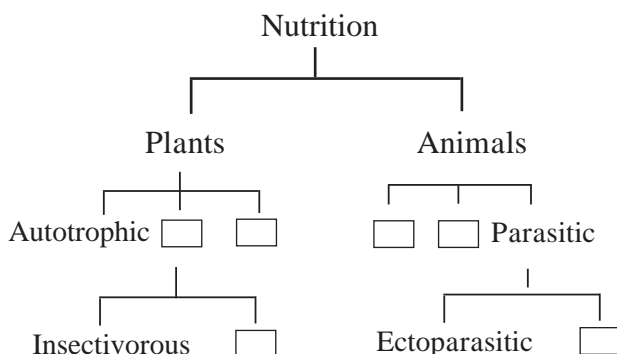 Nutrition
Plants Animals
Autotrophic Parasitic
Insectivorous Ectoparasitic